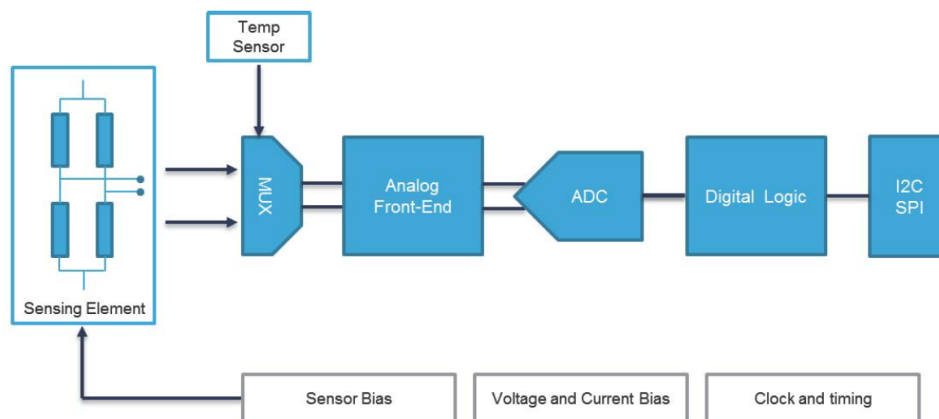 Temp
Sensor
MUX
Analog
Front-End
ADC
Digital Logic
I2C
SPI
Sensing Element
Sensor Bias
Voltage and Current Bias
Clock and timing